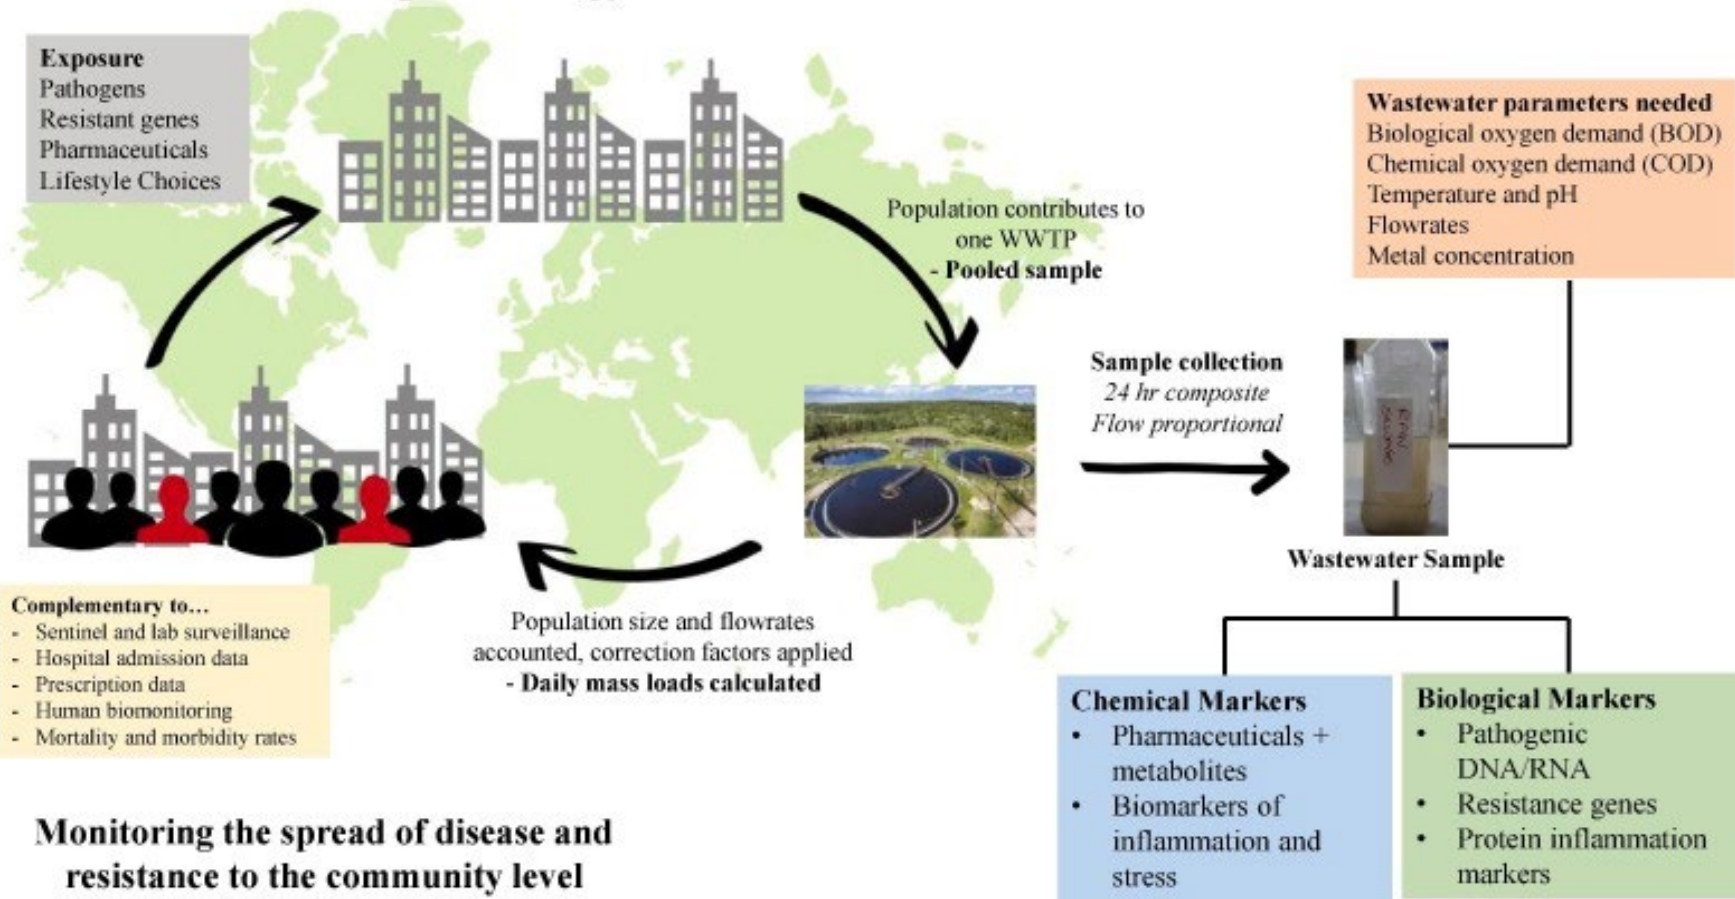 Exposure
Pathogens
Resistant genes
Pharmaceuticals
Lifestyle Choices
Population contributes to
one WWTP
- Pooled sample
Wastewater parameters needed
Biological oxygen demand (BOD)
Chemical oxygen demand (COD)
Temperature and pH
Flowrates
Metal concentration
Sample collection
24 hr composite
Flow proportional
Wastewater Sample
Population size and flowrates
accounted, correction factors applied
- Daily mass loads calculated
Complementary to…
- Sentinel and lab surveillance
- Hospital admission data
- Prescription data
- Human biomonitoring
- Mortality and morbidity rates
Monitoring the spread of disease and
resistance to the community level
Chemical Markers
• Pharmaceuticals +
metabolites
• Biomarkers of
inflammation and
stress
Biological Markers
• Pathogenic
DNA/RNA
• Resistance genes
• Protein inflammation
markers